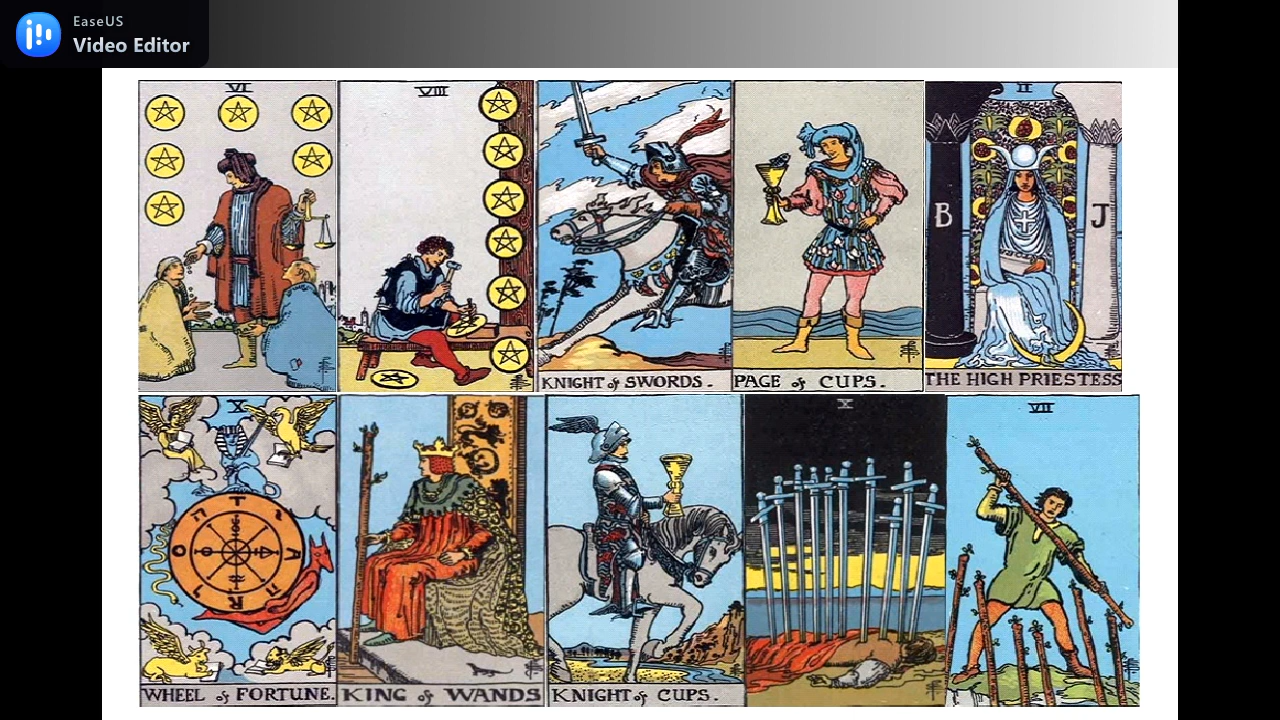 EaseUS
Video Editor
VI
VIII
KNIGHT of SWORDS.
PAGE of CUPS.
II
B
J
THE HIGH PRIESTESS
X
T
A
R
O
WHEEL of FORTUNE.
KING of WANDS
KNIGHT of CUPS.
X
VII